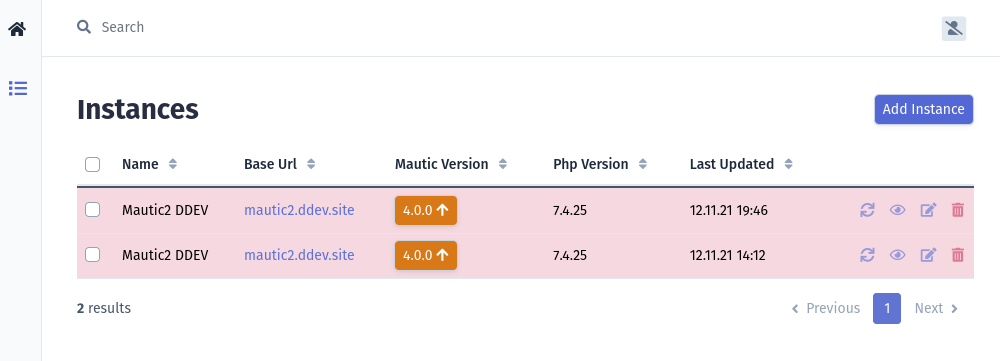 Search
Instances
Add Instance
Name Base Url Mautic Version Php Version Last Updated
Mautic2 DDEV mautic2.ddev.site 4.0.0 7.4.25 12.11.21 19:46
Mautic2 DDEV mautic2.ddev.site 4.0.0 7.4.25 12.11.21 14:12
2 results Previous 1 Next